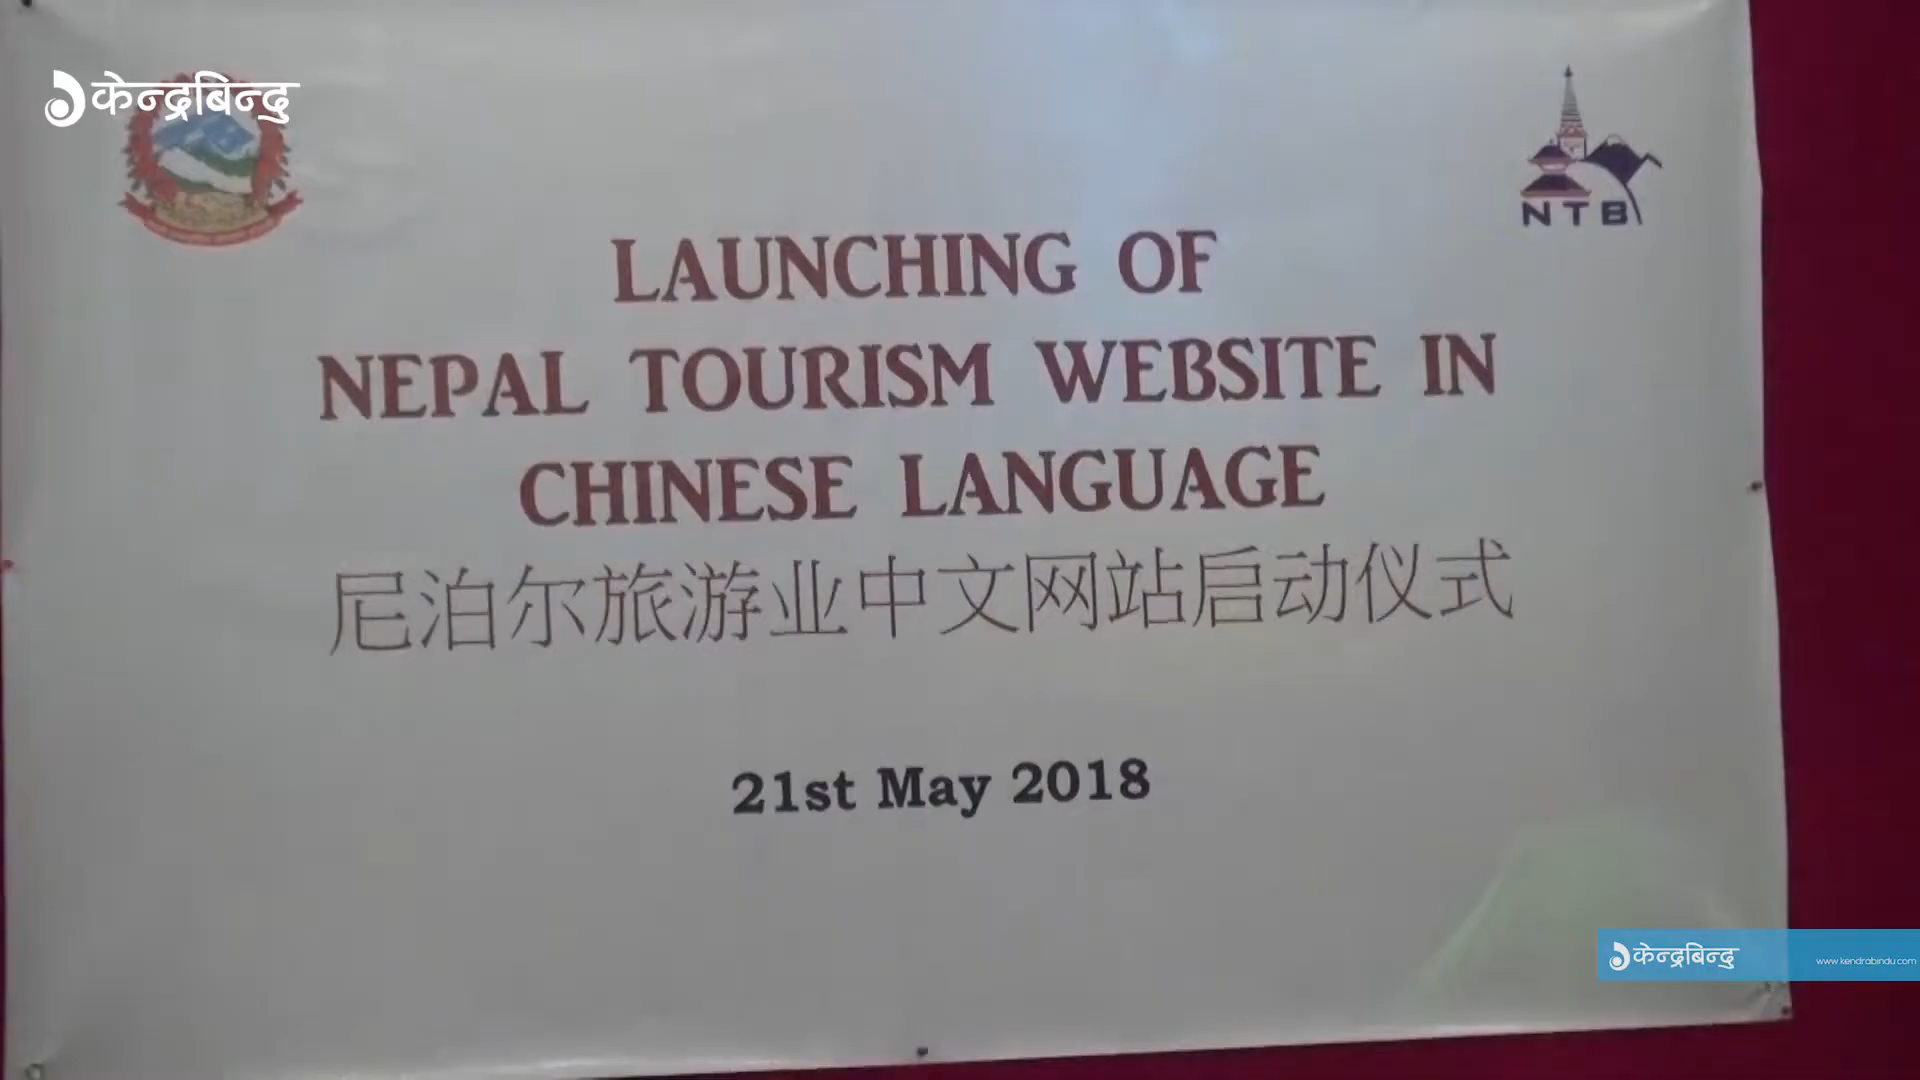 केन्द्रबिन्दु
NTB
LAUNCHING OF
NEPAL TOURISM WEBSITE IN
CHINESE LANGUAGE
尼泊尔旅游业中文网站启动仪式
21st May 2018
केन्द्रबिन्दु
www.kendrabindu.com